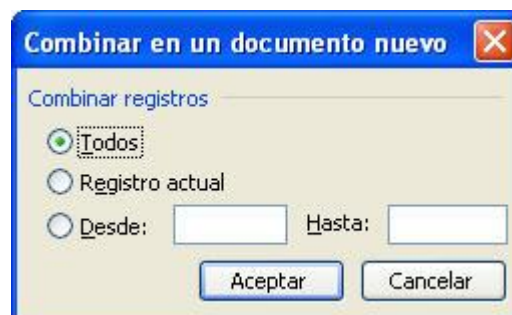 Combinar en un documento nuevo
Combinar registros
Todos
Registro actual
Desde: Hasta:
Aceptar Cancelar